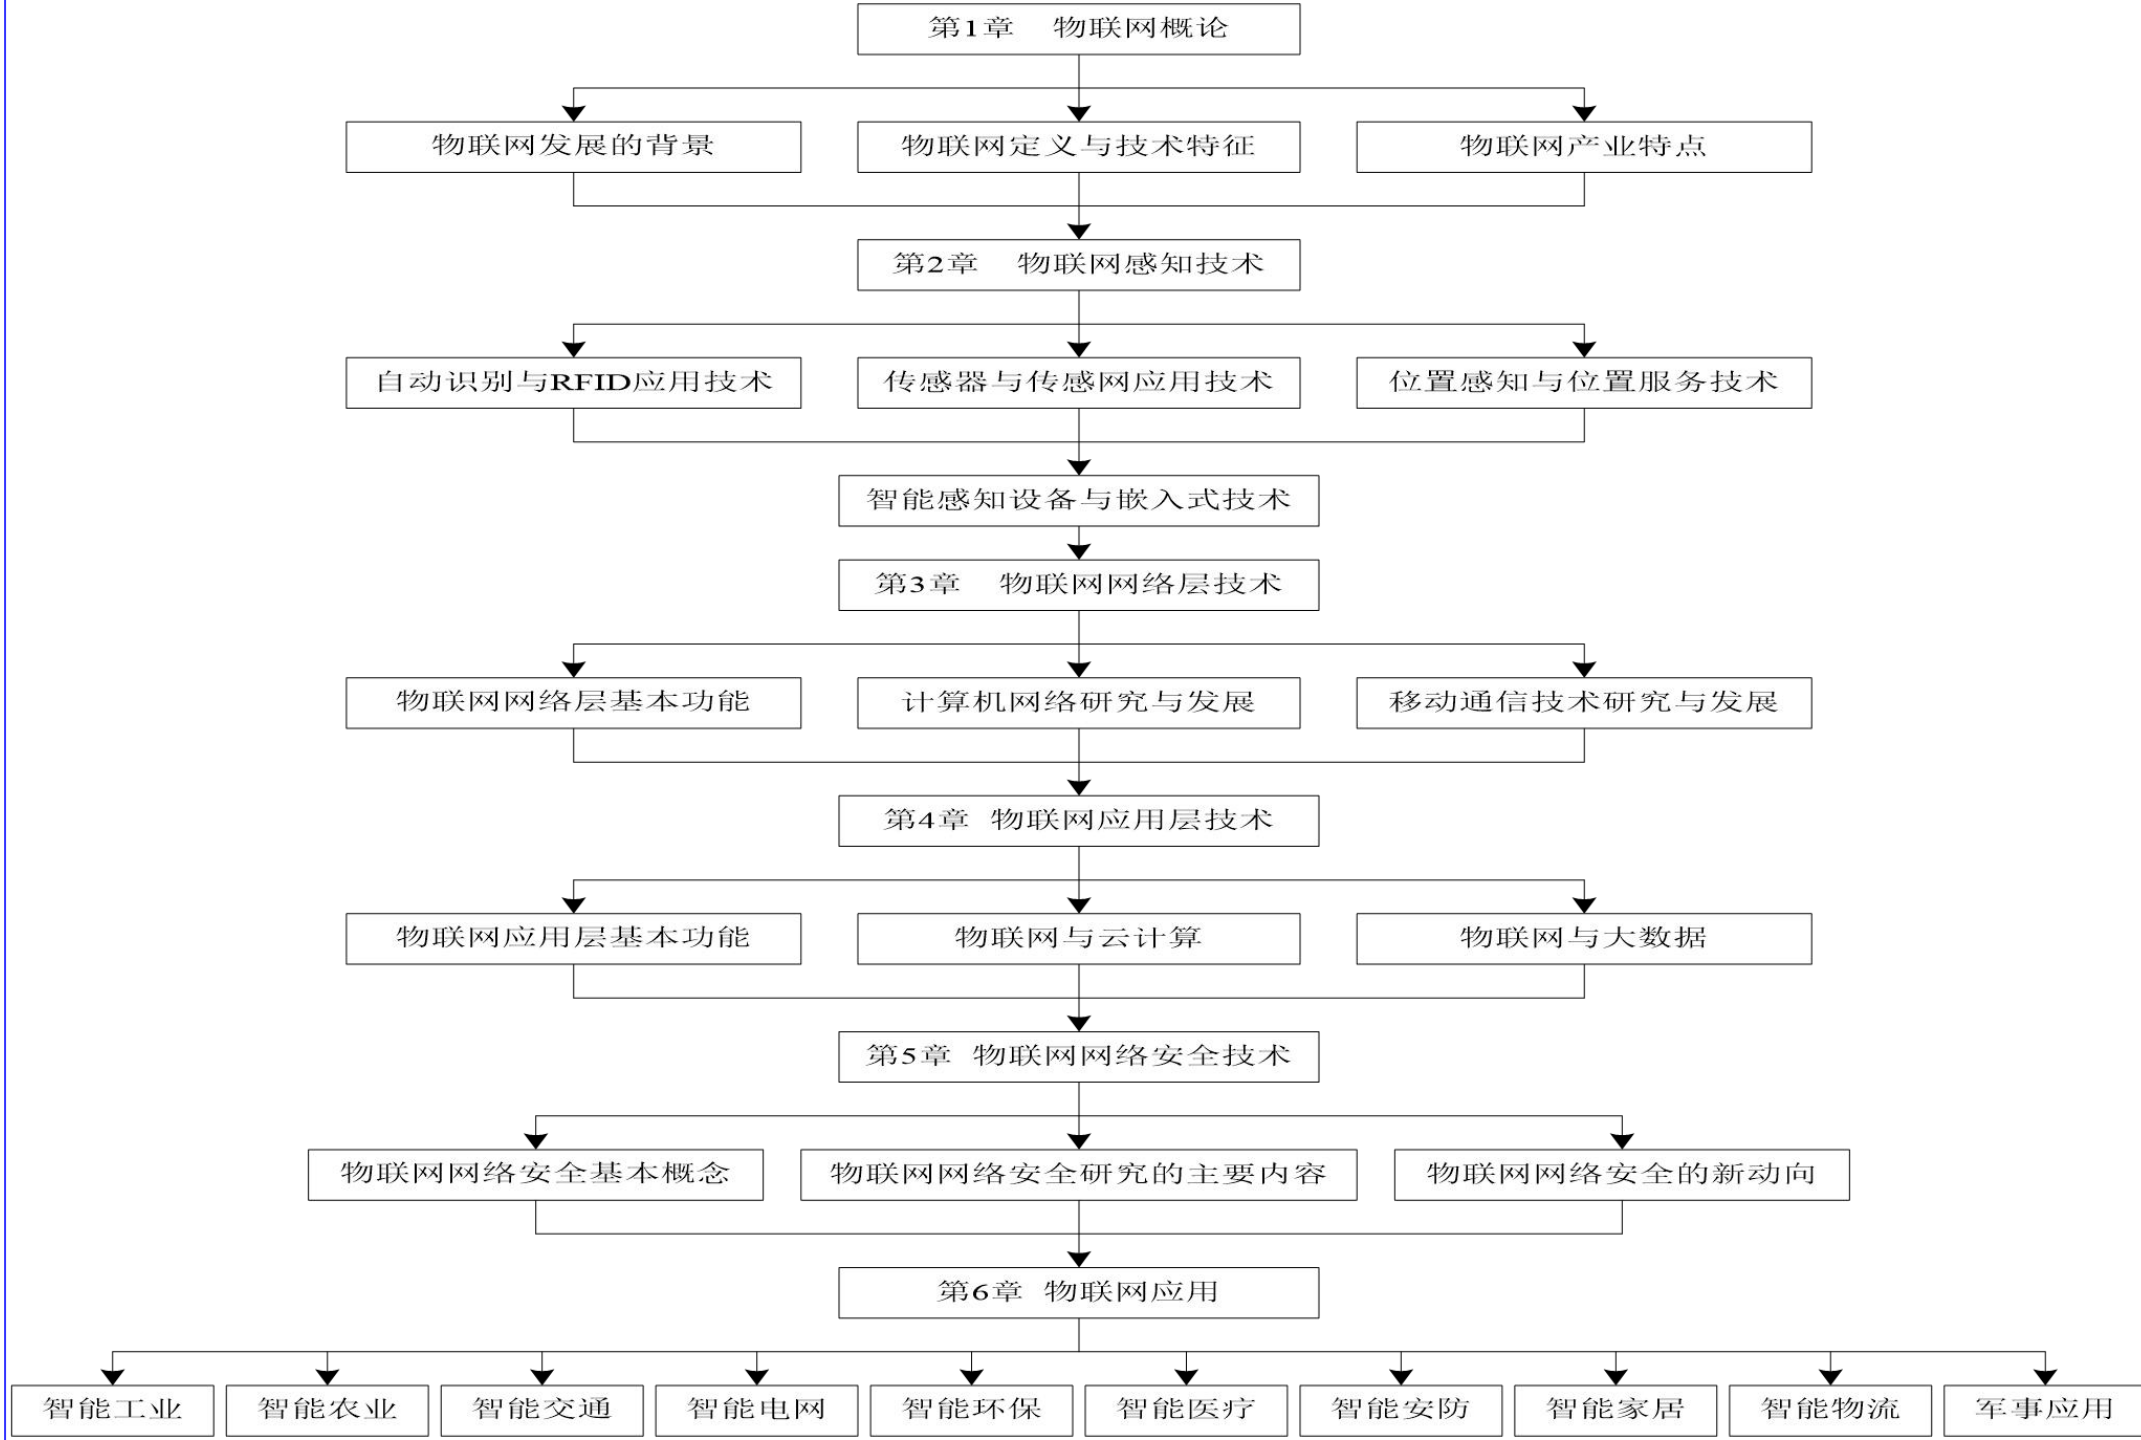 第1章 物联网概论
物联网发展的背景
物联网定义与技术特征
物联网产业特点
第2章 物联网感知技术
自动识别与RFID应用技术
传感器与传感网应用技术
位置感知与位置服务技术
智能感知设备与嵌入式技术
第3章 物联网网络层技术
物联网网络层基本功能
计算机网络研究与发展
移动通信技术研究与发展
第4章 物联网应用层技术
物联网应用层基本功能
物联网与云计算
物联网与大数据
第5章 物联网网络安全技术
物联网网络安全基本概念
物联网网络安全研究的主要内容
物联网网络安全的新动向
第6章 物联网应用
智能工业
智能农业
智能交通
智能电网
智能环保
智能医疗
智能安防
智能家居
智能物流
军事应用